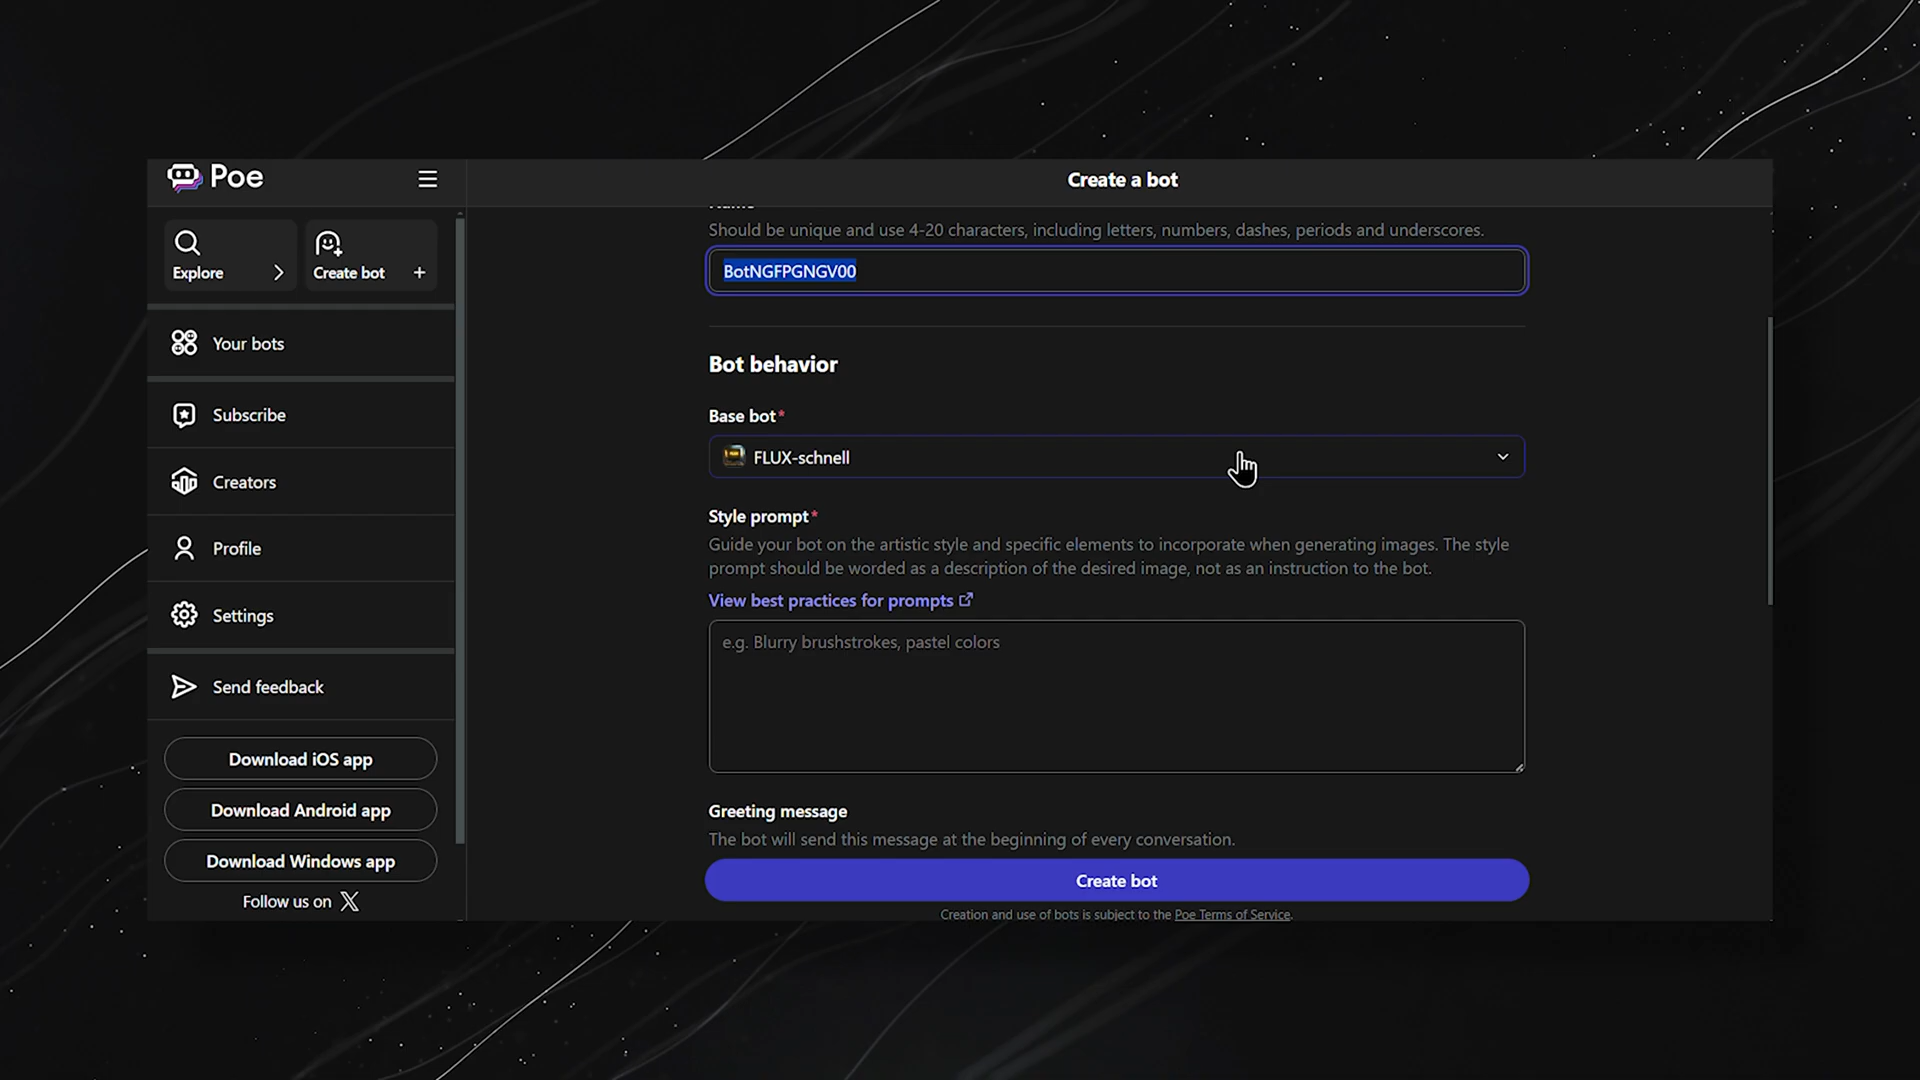 Poe
Create a bot
Explore
Create bot
Your bots
Subscribe
Creators
Profile
Settings
Send feedback
Download iOS app
Download Android app
Download Windows app
Follow us on X
Should be unique and use 4-20 characters, including letters, numbers, dashes, periods and underscores.
BotNGFPGNGV00
Bot behavior
Base bot*
FLUX-schnell
Style prompt*
Guide your bot on the artistic style and specific elements to incorporate when generating images. The style
prompt should be worded as a description of the desired image, not as an instruction to the bot.
View best practices for prompts
e.g. Blurry brushstrokes, pastel colors
Greeting message
The bot will send this message at the beginning of every conversation.
Create bot
Creation and use of bots is subject to the Poe Terms of Service.